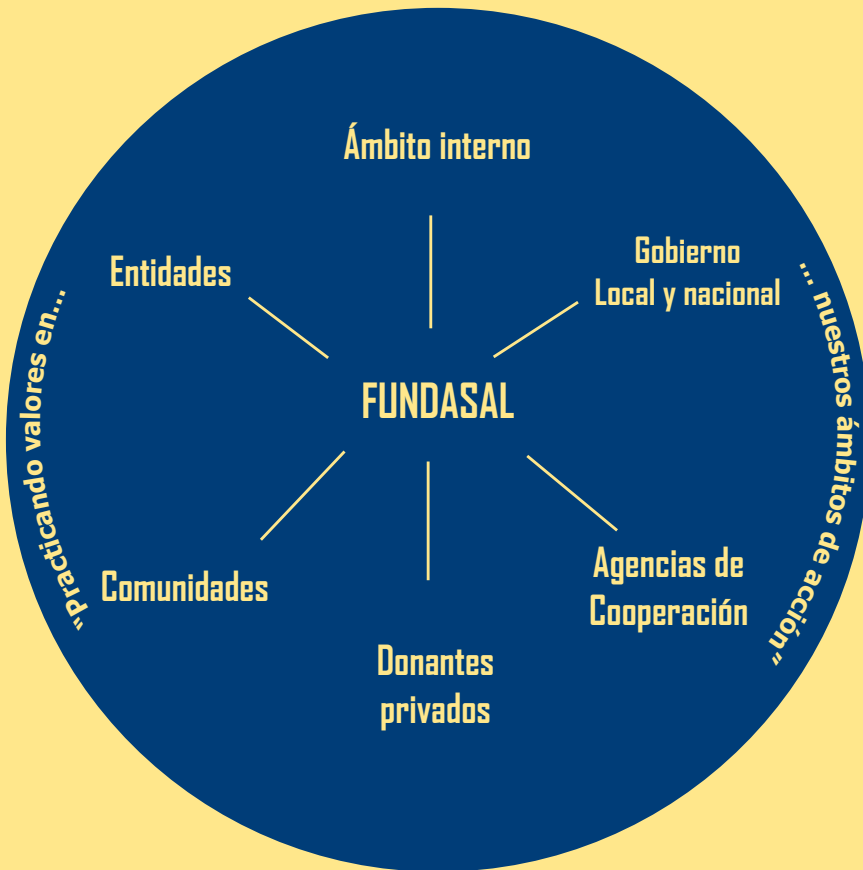 Ámbito interno
Entidades
Gobierno
Local y nacional
FUNDASAL
Comunidades
Agencias de
Cooperación
Donantes
privados
“Practicando valores en...
... nuestros ámbitos de acción”